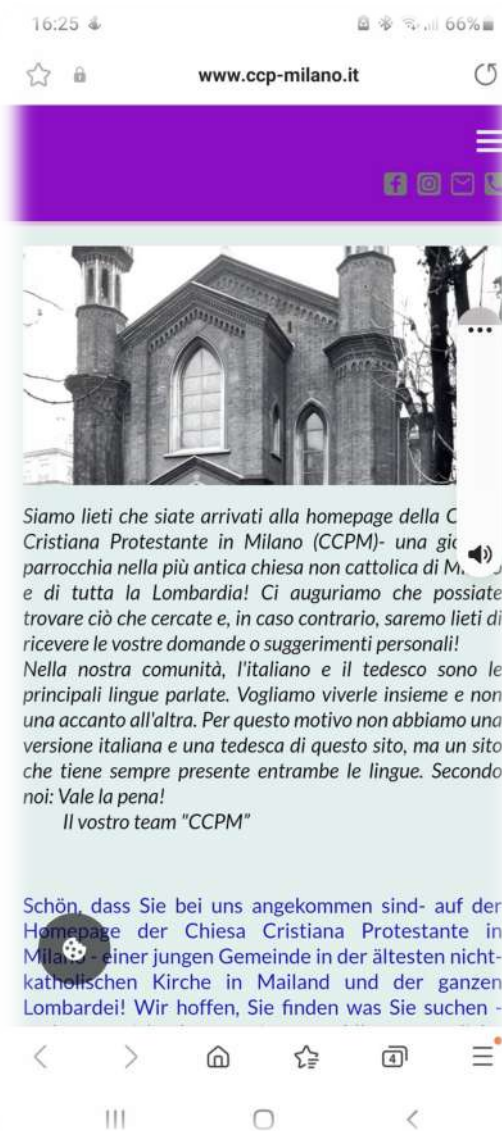 16:25
66%
www.ccp-milano.it
Siamo lieti che siate arrivati alla homepage della
Cristiana Protestante in Milano (CCPM)- una
parrocchia nella più antica chiesa non cattolica di
e di tutta la Lombardia! Ci auguriamo che possiate
trovare ciò che cercate e, in caso contrario, saremo lieti di
ricevere le vostre domande o suggerimenti personali!
Nella nostra comunità, l'italiano e il tedesco sono le
principali lingue parlate. Vogliamo viverle insieme e non
una accanto all'altra. Per questo motivo non abbiamo una
versione italiana e una tedesca di questo sito, ma un sito
che tiene sempre presente entrambe le lingue. Secondo
noi: Vale la pena!
Il vostro team "CCPM"
Schön, dass Sie bei uns angekommen sind- auf der
Homepage der Chiesa Cristiana Protestante in
Milano - einer jungen Gemeinde in der ältesten nicht-
katholischen Kirche in Mailand und der ganzen
Lombardei! Wir hoffen, Sie finden was Sie suchen -
4